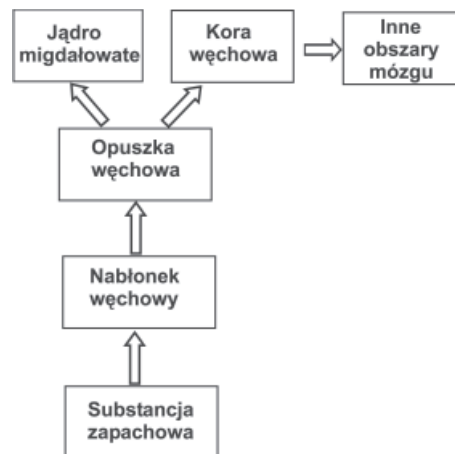 Jądro
migdałowate
Kora
węchowa
Inne
obszary
mózgu
Opuszka
węchowa
Nabłonek
węchowy
Substancja
zapachowa